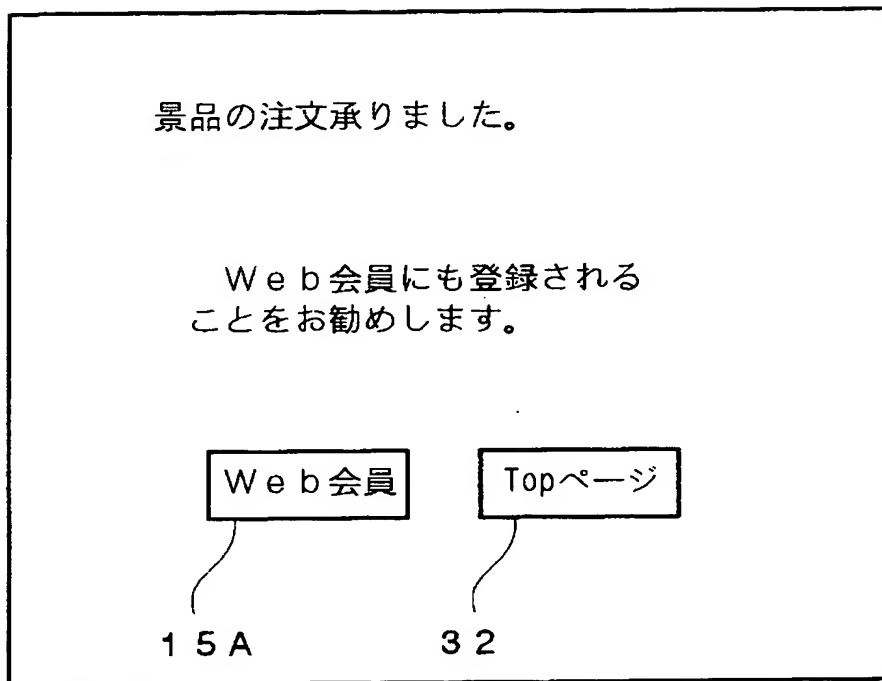 景品の注文承りました。
Ｗｅｂ会員にも登録される
ことをお勧めします。
Ｗｅｂ会員 Topページ
１５Ａ ３２